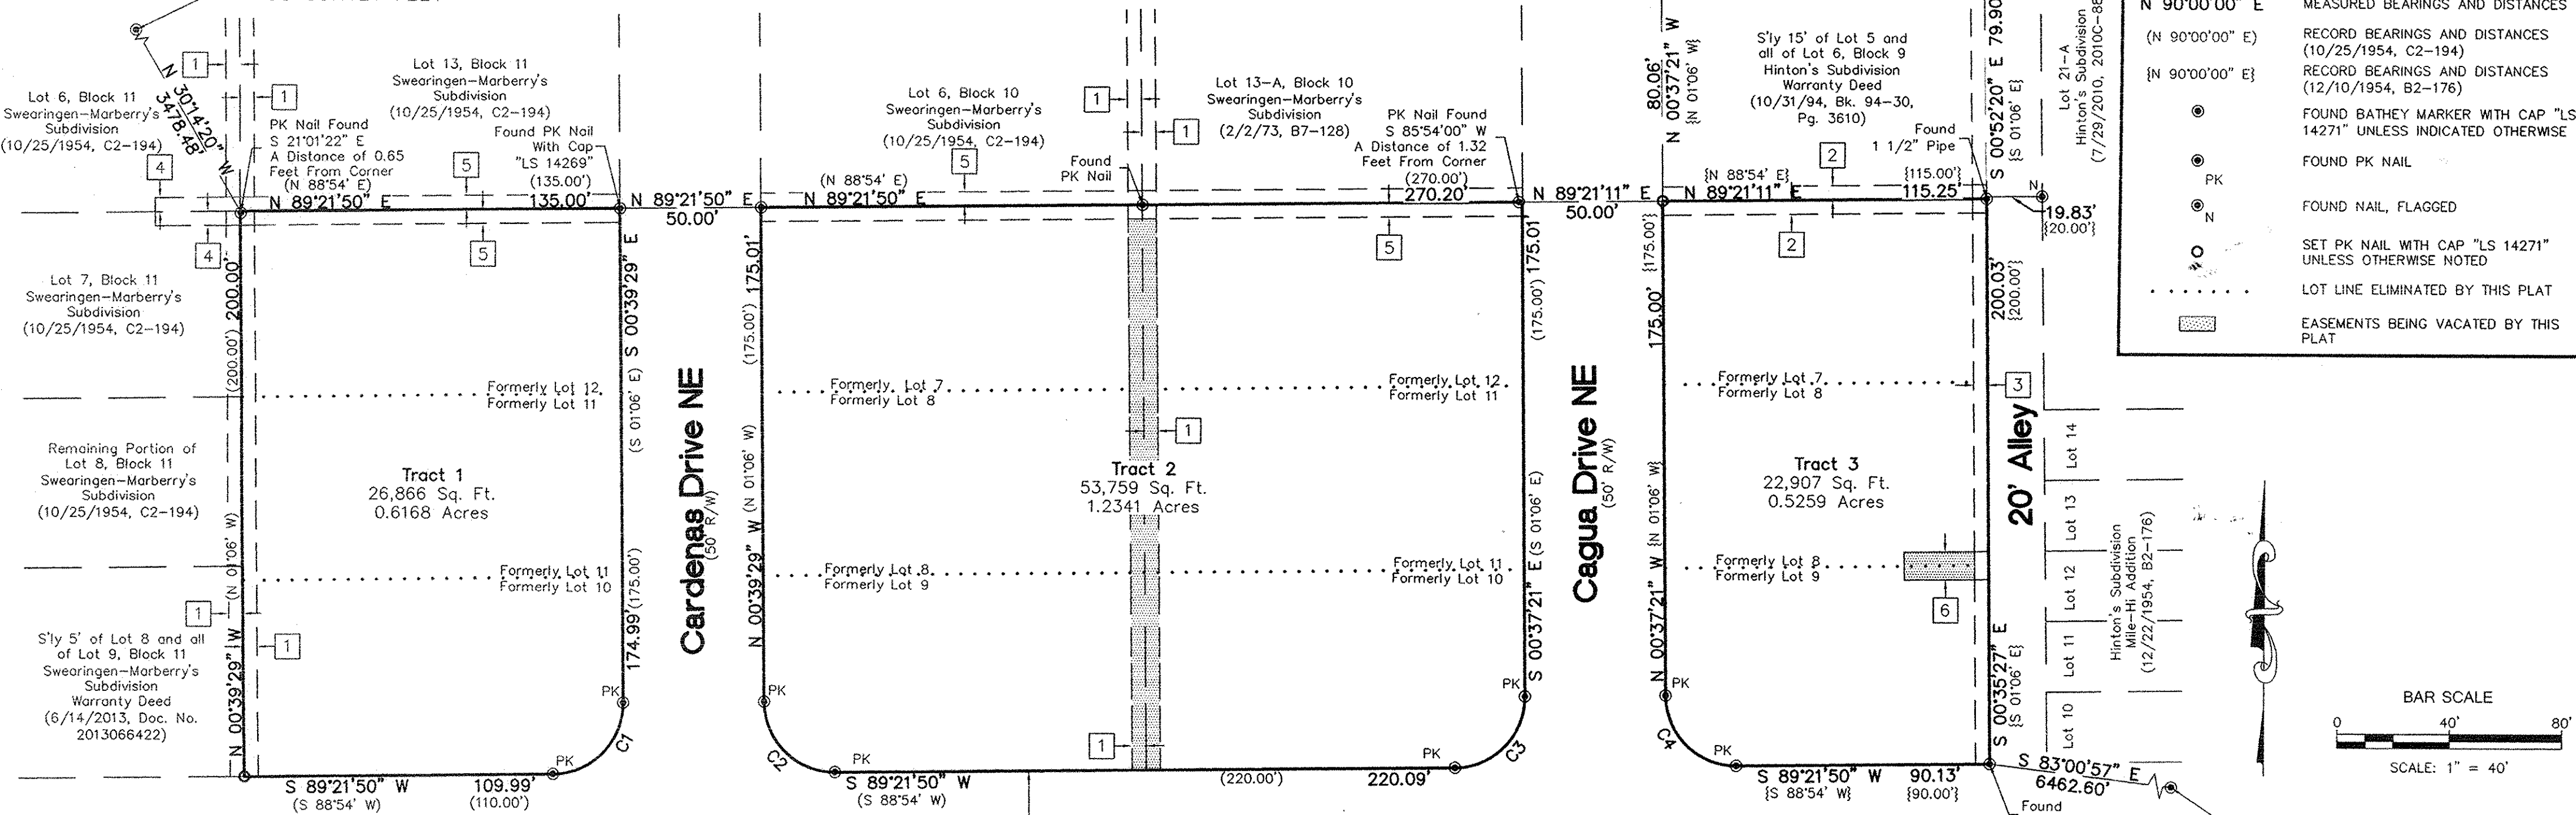 N 30°14'20" W
3478.48'
1
1
Lot 6, Block 11
Swearingen-Marberry's
Subdivision
(10/25/1954, C2-194)
4
4
Lot 13, Block 11
Swearingen-Marberry's
Subdivision
(10/25/1954, C2-194)
PK Nail Found
S 21°01'22" E
A Distance of 0.65
Feet From Corner
(N 88°54' E)
N 89°21'50" E
5
5
Found PK Nail
With Cap
"LS 14269"
(135.00')
135.00'
N 89°21'50" E
50.00'
Lot 6, Block 10
Swearingen-Marberry's
Subdivision
(10/25/1954, C2-194)
5
(N 88°54' E)
N 89°21'50" E
1
1
Found
PK Nail
Lot 13-A, Block 10
Swearingen-Marberry's
Subdivision
(2/2/73, B7-128)
PK Nail Found
S 85°54'00" W
A Distance of 1.32
Feet From Corner
(270.00')
270.20'
5
N 89°21'11" E
50.00'
80.06'
N 00°37'21" W
{N 01°06' W}
S'ly 15' of Lot 5 and
all of Lot 6, Block 9
Hinton's Subdivision
Warranty Deed
(10/31/94, Bk. 94-30,
Pg. 3610)
Found
1 1/2" Pipe
2
{N 88°54' E}
{115.00'}
N 89°21'11" E
115.25'
2
S 00°52'20" E 79.90
{S 01°06' E}
N
19.83'
{20.00'}
Lot 21-A
Hinton's Subdivision
(7/29/2010, 2010C-88
N 90°00'00" E
MEASURED BEARINGS AND DISTANCES
(N 90°00'00" E)
RECORD BEARINGS AND DISTANCES
(10/25/1954, C2-194)
{N 90°00'00" E}
RECORD BEARINGS AND DISTANCES
(12/10/1954, B2-176)
FOUND BATHEY MARKER WITH CAP "LS
14271" UNLESS INDICATED OTHERWISE
FOUND PK NAIL
PK
FOUND NAIL, FLAGGED
N
SET PK NAIL WITH CAP "LS 14271"
UNLESS OTHERWISE NOTED
LOT LINE ELIMINATED BY THIS PLAT
EASEMENTS BEING VACATED BY THIS
PLAT
Lot 7, Block 11
Swearingen-Marberry's
Subdivision
(10/25/1954, C2-194)
Remaining Portion of
Lot 8, Block 11
Swearingen-Marberry's
Subdivision
(10/25/1954, C2-194)
S'ly 5' of Lot 8 and all
of Lot 9, Block 11
Swearingen-Marberry's
Subdivision
Warranty Deed
(6/14/2013, Doc. No.
2013066422)
N 00°39'29" W
(N 01°06' W)
(200.00')
200.00'
1
1
Formerly Lot 12
Formerly Lot 11
Tract 1
26,866 Sq. Ft.
0.6168 Acres
Formerly Lot 11
Formerly Lot 10
S 00°39'29" E
(S 01°06' E)
174.99'
(175.00')
PK
PK
C1
S 89°21'50" W
(S 88°54' W)
109.99'
(110.00')
Cardenas Drive NE
(50' R/W)
N 00°39'29" W
(N 01°06' W)
(175.00')
175.01'
Formerly Lot 7
Formerly Lot 8
Formerly Lot 12
Formerly Lot 11
1
Tract 2
53,759 Sq. Ft.
1.2341 Acres
Formerly Lot 8
Formerly Lot 9
Formerly Lot 11
Formerly Lot 10
1
PK
PK
C2
S 89°21'50" W
(S 88°54' W)
(220.00')
220.09'
PK
PK
C3
S 00°37'21" E
(S 01°06' E)
(175.00')
175.01
Cagua Drive NE
(50' R/W)
N 00°37'21" W
{N 01°06' W}
175.00'
{175.00'}
Formerly Lot 7
Formerly Lot 8
3
Tract 3
22,907 Sq. Ft.
0.5259 Acres
Formerly Lot 8
Formerly Lot 9
6
PK
PK
C4
S 89°21'50" W
{S 88°54' W}
90.13'
{90.00'}
S 00°35'27" E
{S 01°06' E}
200.03'
{200.00'}
20' Alley
Lot 14
Lot 13
Lot 12
Lot 11
Lot 10
Hinton's Subdivision
Mile-Hi Addition
(12/22/1954, B2-176)
S 83°00'57" E
6462.60'
Found
BAR SCALE
0 40' 80'
SCALE: 1" = 40'